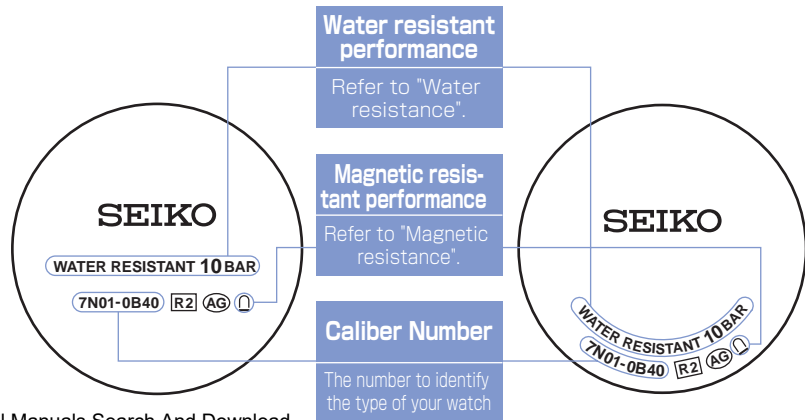 Water resistant
performance
Refer to "Water
resistance".
Magnetic resis-
tant performance
Refer to "Magnetic
resistance".
Caliber Number
The number to identify
the type of your watch
SEIKO
WATER RESISTANT 10 BAR
7N01-0B40 R2 AG
SEIKO
WATER RESISTANT 10 BAR
7N01-0B40 R2 AG
Manuals Search And Download